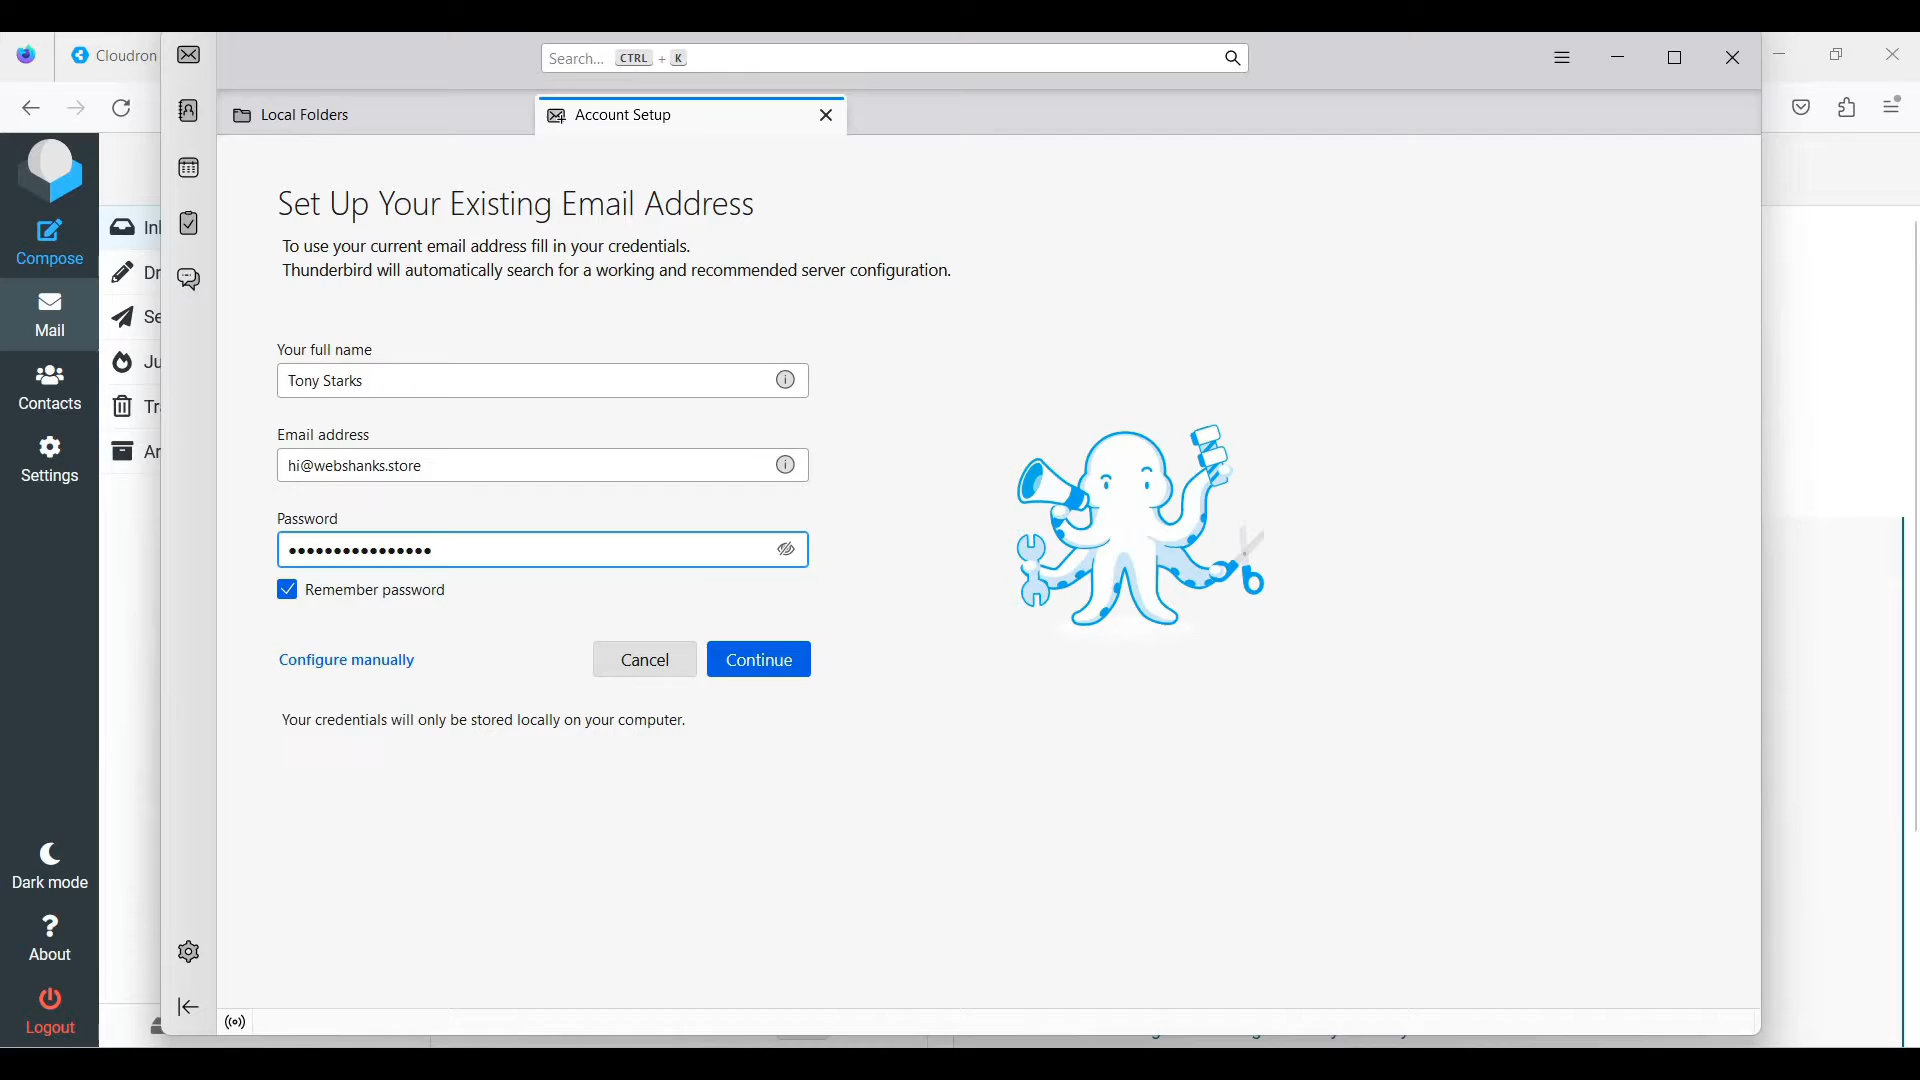 Cloudron
Search... CTRL + K
Local Folders
Account Setup
Compose
Mail
Contacts
Settings
Dark mode
About
Logout
Set Up Your Existing Email Address
To use your current email address fill in your credentials.
Thunderbird will automatically search for a working and recommended server configuration.
Your full name
Tony Starks
Email address
hi@webshanks.store
Password
Remember password
Configure manually
Cancel
Continue
Your credentials will only be stored locally on your computer.